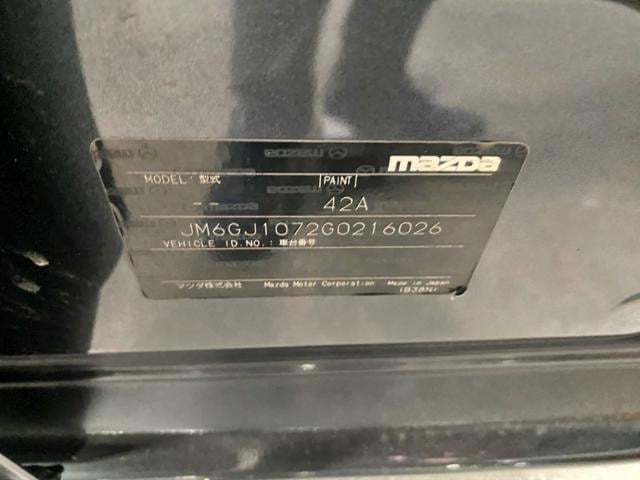 mazda
MODEL: 型式 PAINT
-- 42A
JM6GJ1072G0216026
VEHICLE ID.NO.: 車台番号
マツダ株式会社 Mazda Motor Corporation Made in Japan
(B38N)